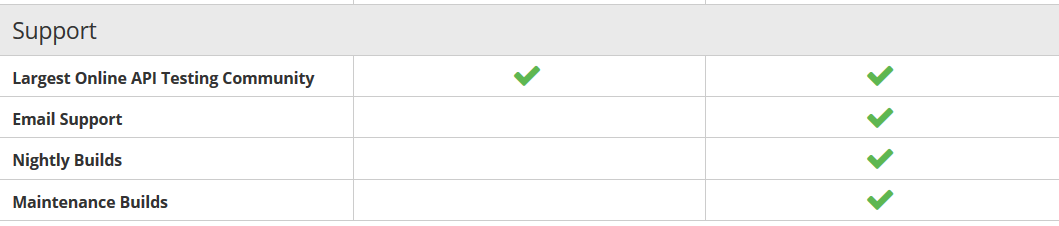 Support
Largest Online API Testing Community
Email Support
Nightly Builds
Maintenance Builds